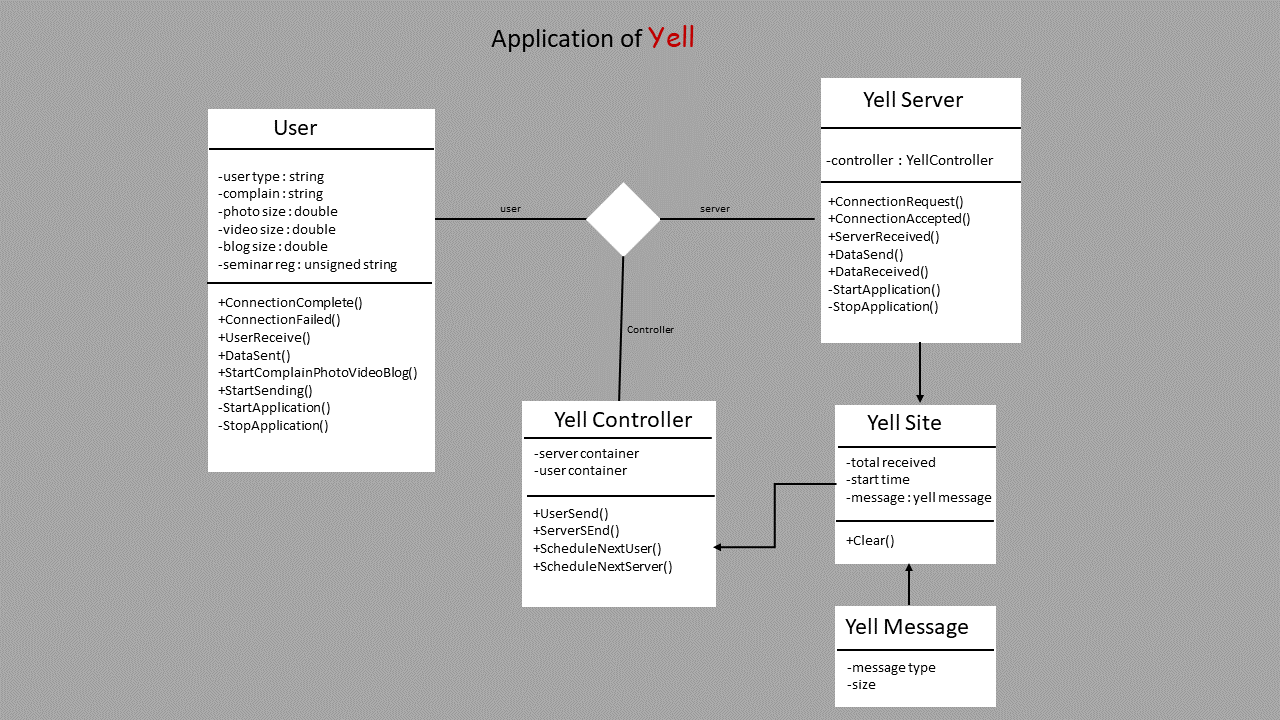 Application of Yell
User
-user type : string
-complain : string
-photo size : double
-video size : double
-blog size : double
-seminar reg : unsigned string
+ConnectionComplete()
+ConnectionFailed()
+UserReceive()
+DataSent()
+StartComplainPhotoVideoBlog()
+StartSending()
-StartApplication()
-StopApplication()
user
server
Controller
Yell Server
-controller : YellController
+ConnectionRequest()
+ConnectionAccepted()
+ServerReceived()
+DataSend()
+DataReceived()
-StartApplication()
-StopApplication()
Yell Controller
-server container
-user container
+UserSend()
+ServerSEnd()
+ScheduleNextUser()
+ScheduleNextServer()
Yell Site
-total received
-start time
-message : yell message
+Clear()
Yell Message
-message type
-size